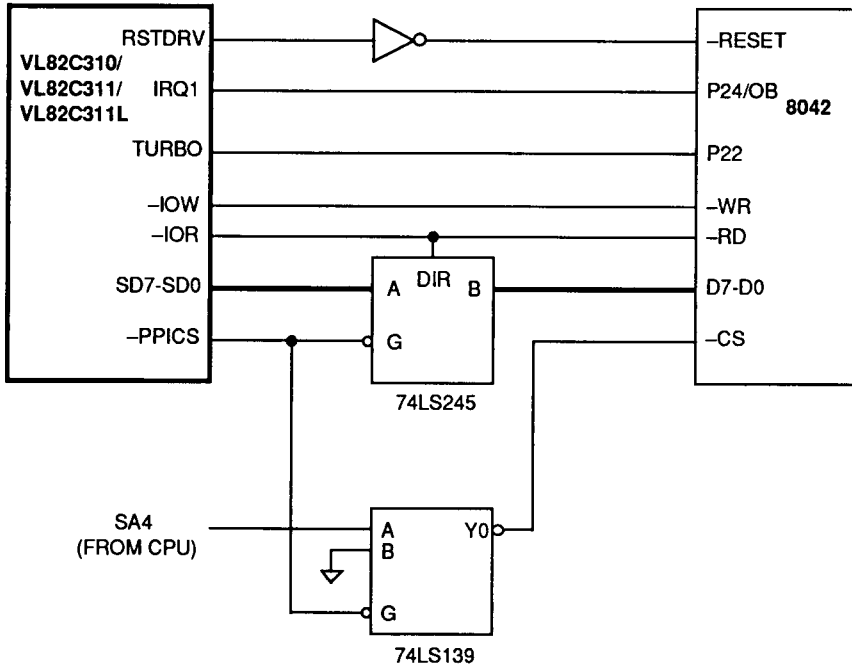 VL82C310/
VL82C311/
VL82C311L
RSTDRV
IRQ1
TURBO
–IOW
–IOR
SD7-SD0
–PPICS
–RESET
P24/OB
8042
P22
–WR
–RD
D7-D0
–CS
DIR
A
B
G
74LS245
SA4
(FROM CPU)
A
Y0
B
G
74LS139